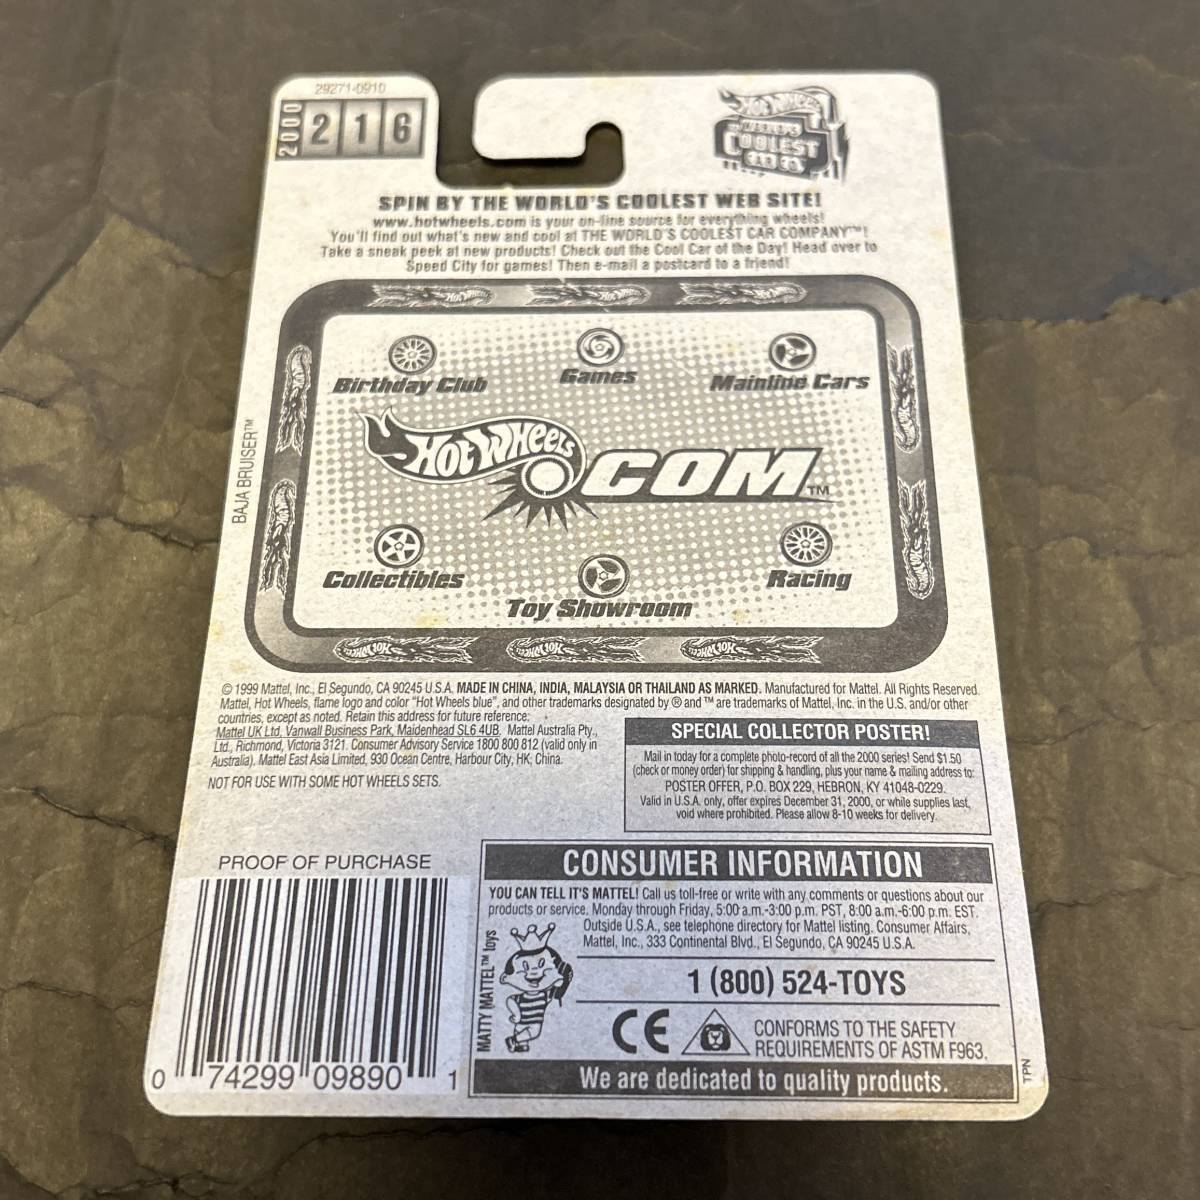 29271-0910
2000
216
HOT WHEELS
WORLD'S
COOLEST
CARS
SPIN BY THE WORLD'S COOLEST WEB SITE!
www.hotwheels.com is your on-line source for everything wheels!
You'll find out what's new and cool at THE WORLD'S COOLEST CAR COMPANY™!
Take a sneak peek at new products! Check out the Cool Car of the Day! Head over to
Speed City for games! Then e-mail a postcard to a friend!
Birthday Club
Games
Mainline Cars
HOT WHEELS
.COM™
Collectibles
Toy Showroom
Racing
BAJA BRUISER™
© 1999 Mattel, Inc., El Segundo, CA 90245 U.S.A. MADE IN CHINA, INDIA, MALAYSIA OR THAILAND AS MARKED. Manufactured for Mattel. All Rights Reserved.
Mattel, Hot Wheels, flame logo and color "Hot Wheels blue", and other trademarks designated by ® and ™ are trademarks of Mattel, Inc. in the U.S. and/or other
countries, except as noted. Retain this address for future reference:
Mattel UK Ltd, Vanwall Business Park, Maidenhead SL6 4UB. Mattel Australia Pty.,
Ltd., Richmond, Victoria 3121. Consumer Advisory Service 1800 800 812 (valid only in
Australia). Mattel East Asia Limited, 930 Ocean Centre, Harbour City, HK, China.
NOT FOR USE WITH SOME HOT WHEELS SETS.
SPECIAL COLLECTOR POSTER!
Mail in today for a complete photo-record of all the 2000 series! Send $1.50
(check or money order) for shipping & handling, plus your name & mailing address to:
POSTER OFFER, P.O. BOX 229, HEBRON, KY 41048-0229.
Valid in U.S.A. only, offer expires December 31, 2000, or while supplies last,
void where prohibited. Please allow 8-10 weeks for delivery.
PROOF OF PURCHASE
0 74299 09890 1
CONSUMER INFORMATION
YOU CAN TELL IT'S MATTEL! Call us toll-free or write with any comments or questions about our
products or service. Monday through Friday, 5:00 a.m.-3:00 p.m. PST, 8:00 a.m.-6:00 p.m. EST.
Outside U.S.A., see telephone directory for Mattel listing. Consumer Affairs,
Mattel, Inc., 333 Continental Blvd., El Segundo, CA 90245 U.S.A.
MATTY MATTEL™ toys
1 (800) 524-TOYS
CE
CONFORMS TO THE SAFETY
REQUIREMENTS OF ASTM F963.
We are dedicated to quality products.
TPN